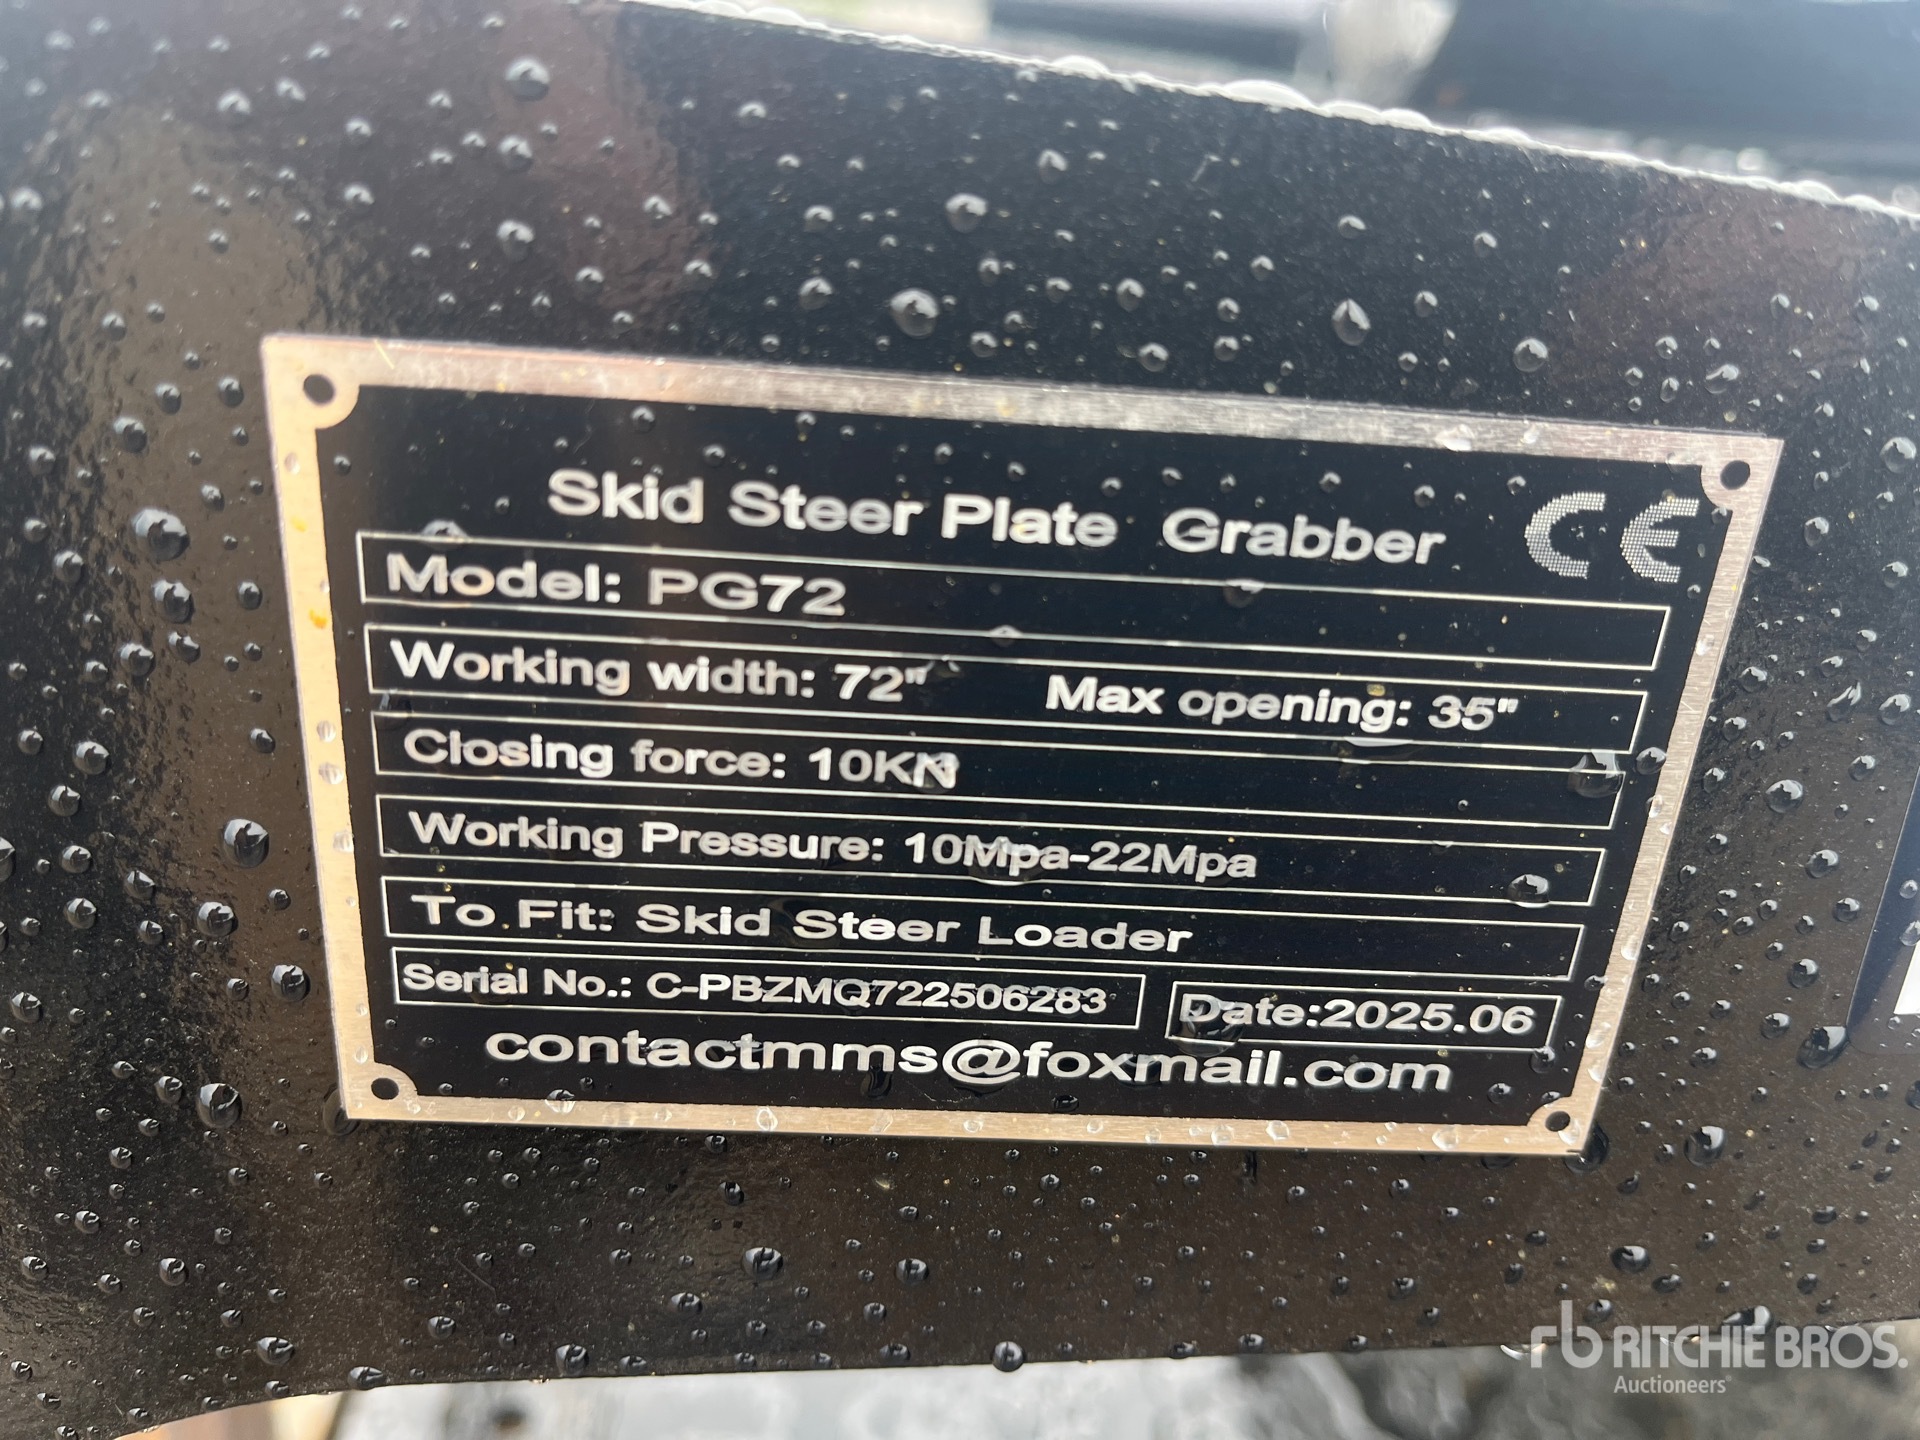 Skid Steer Plate Grabber CE
Model: PG72
Working width: 72" Max opening: 35"
Closing force: 10KN
Working Pressure: 10Mpa-22Mpa
To Fit: Skid Steer Loader
Serial No.: C-PBZMQ722506283 Date:2025.06
contactmms@foxmail.com
rb RITCHIE BROS.
Auctioneers